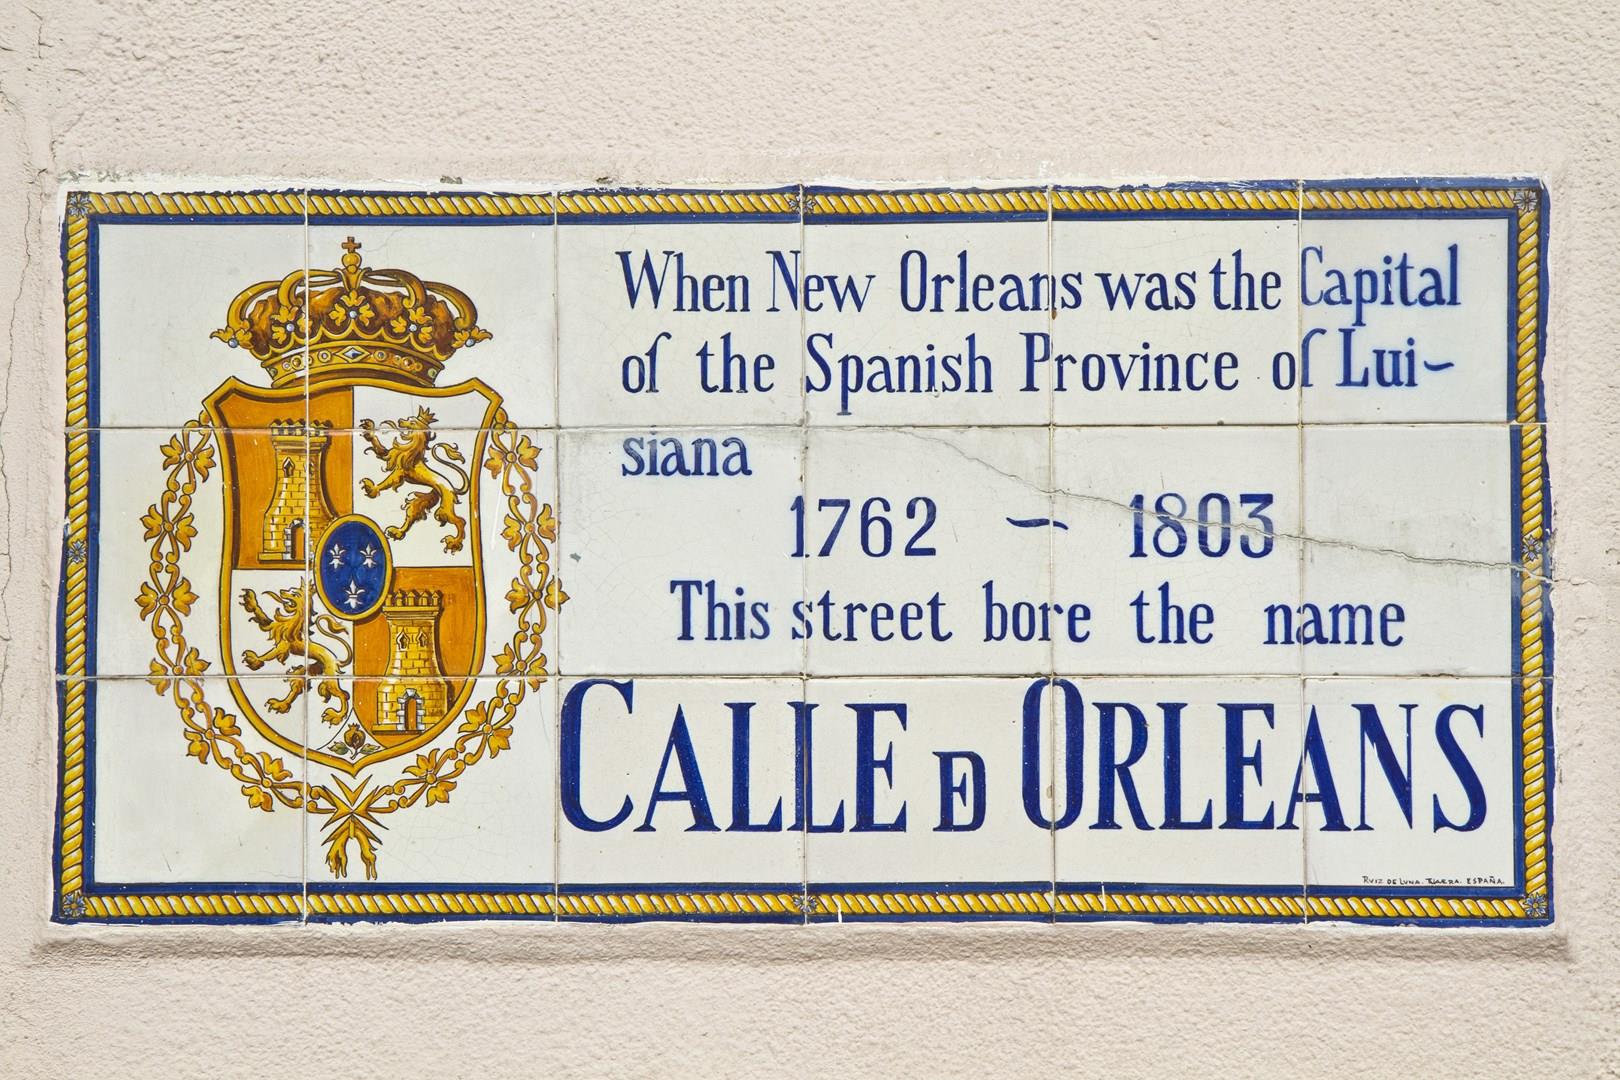 When New Orleans was the Capital
of the Spanish Province of Lui~
siana
1762 ~ 1803
This street bore the name
CALLE DE ORLEANS
RUIZ DE LUNA. TALAVERA. ESPAÑA.